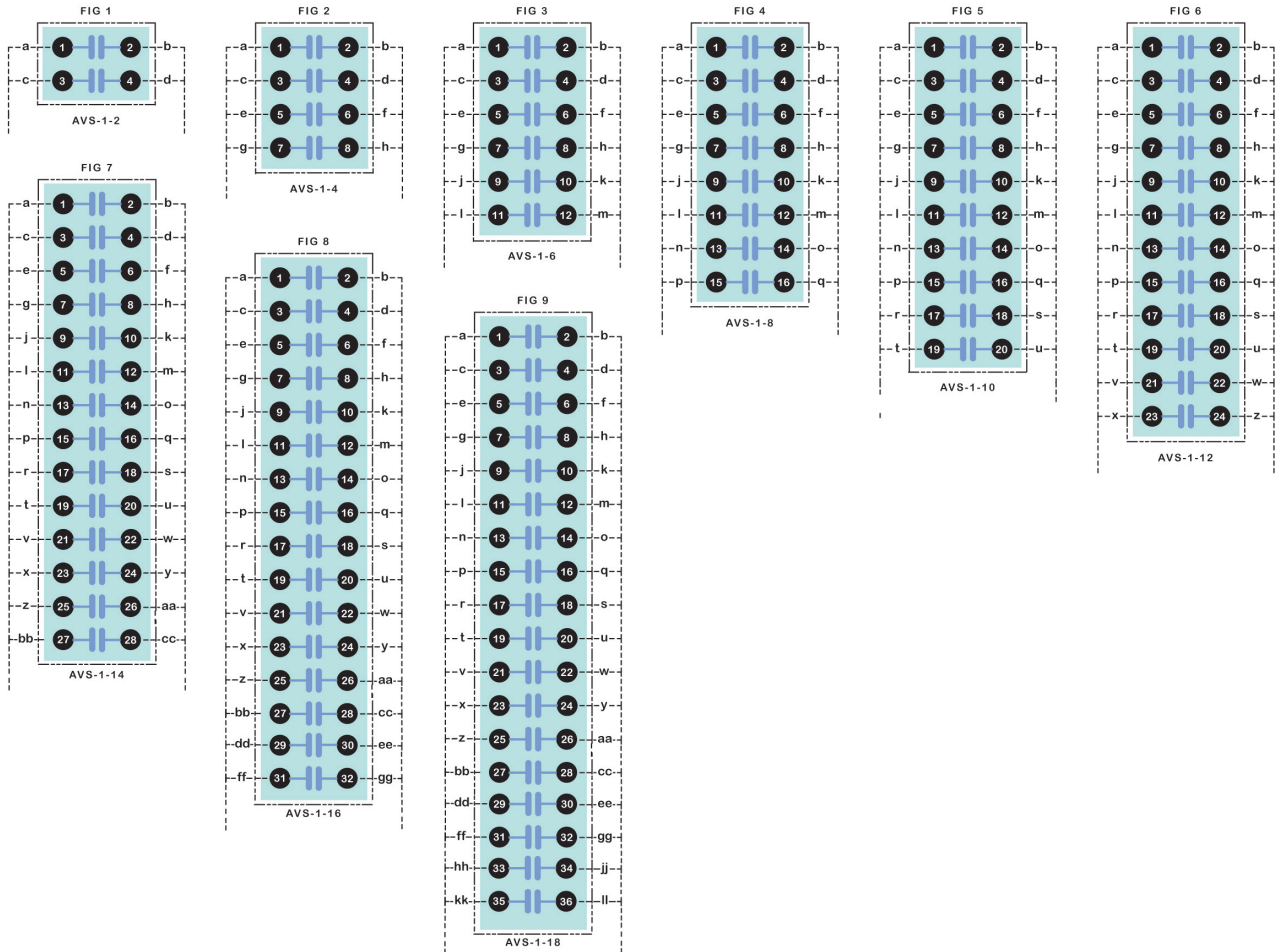 FIG 1
a 1 2 b
c 3 4 d
AVS-1-2
FIG 2
a 1 2 b
c 3 4 d
e 5 6 f
g 7 8 h
AVS-1-4
FIG 3
a 1 2 b
c 3 4 d
e 5 6 f
g 7 8 h
j 9 10 k
l 11 12 m
AVS-1-6
FIG 4
a 1 2 b
c 3 4 d
e 5 6 f
g 7 8 h
j 9 10 k
l 11 12 m
n 13 14 o
p 15 16 q
AVS-1-8
FIG 5
a 1 2 b
c 3 4 d
e 5 6 f
g 7 8 h
j 9 10 k
l 11 12 m
n 13 14 o
p 15 16 q
r 17 18 s
t 19 20 u
AVS-1-10
FIG 6
a 1 2 b
c 3 4 d
e 5 6 f
g 7 8 h
j 9 10 k
l 11 12 m
n 13 14 o
p 15 16 q
r 17 18 s
t 19 20 u
v 21 22 w
x 23 24 z
AVS-1-12
FIG 7
a 1 2 b
c 3 4 d
e 5 6 f
g 7 8 h
j 9 10 k
l 11 12 m
n 13 14 o
p 15 16 q
r 17 18 s
t 19 20 u
v 21 22 w
x 23 24 y
z 25 26 aa
bb 27 28 cc
AVS-1-14
FIG 8
a 1 2 b
c 3 4 d
e 5 6 f
g 7 8 h
j 9 10 k
l 11 12 m
n 13 14 o
p 15 16 q
r 17 18 s
t 19 20 u
v 21 22 w
x 23 24 y
z 25 26 aa
bb 27 28 cc
dd 29 30 ee
ff 31 32 gg
AVS-1-16
FIG 9
a 1 2 b
c 3 4 d
e 5 6 f
g 7 8 h
j 9 10 k
l 11 12 m
n 13 14 o
p 15 16 q
r 17 18 s
t 19 20 u
v 21 22 w
x 23 24 y
z 25 26 aa
bb 27 28 cc
dd 29 30 ee
ff 31 32 gg
hh 33 34 jj
kk 35 36 ll
AVS-1-18